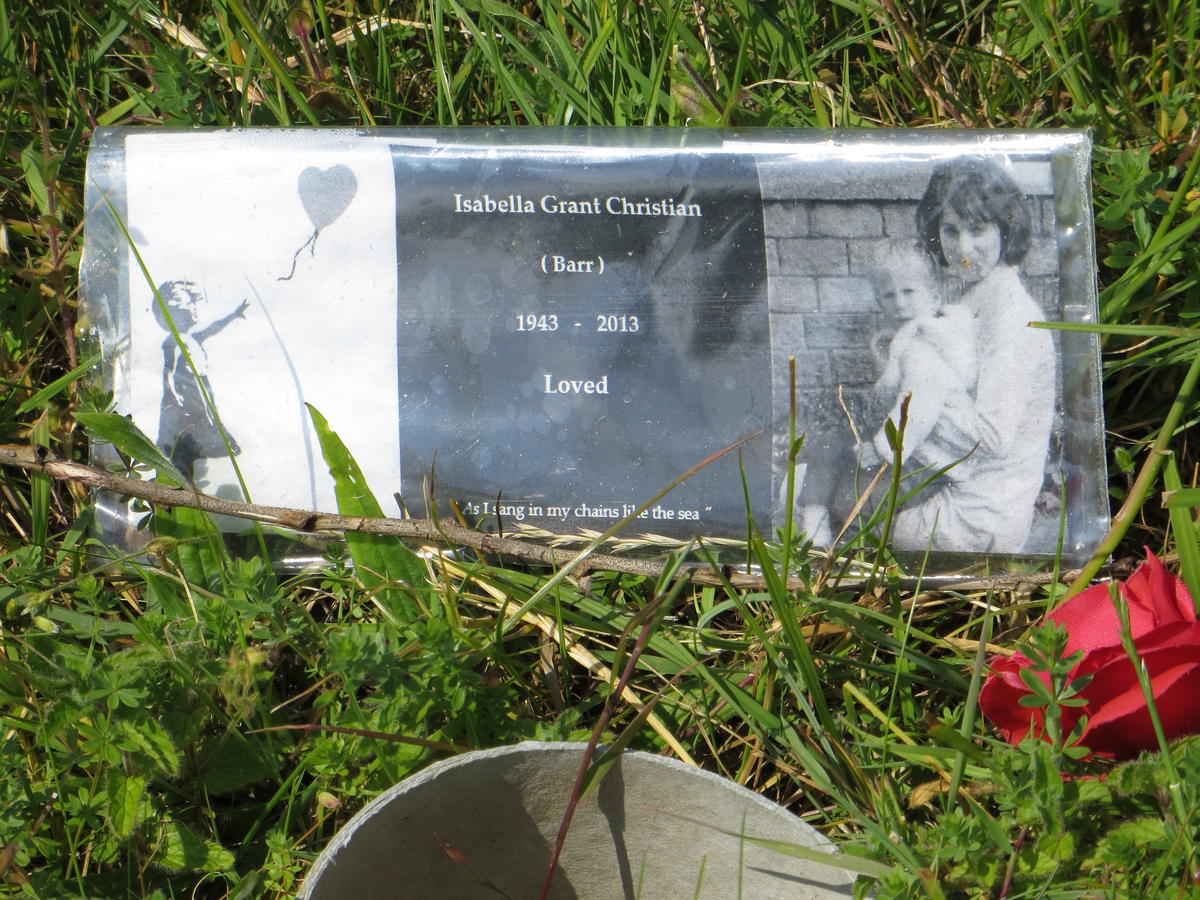 Isabella Grant Christian
( Barr )
1943 - 2013
Loved
As I sang in my chains like the sea "